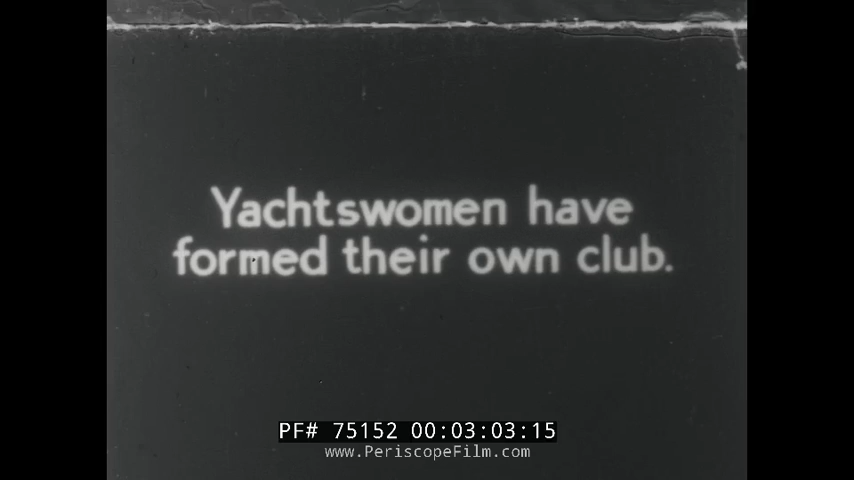 Yachtswomen have
formed their own club.
PF# 75152 00:03:03:15
www.PeriscopeFilm.com